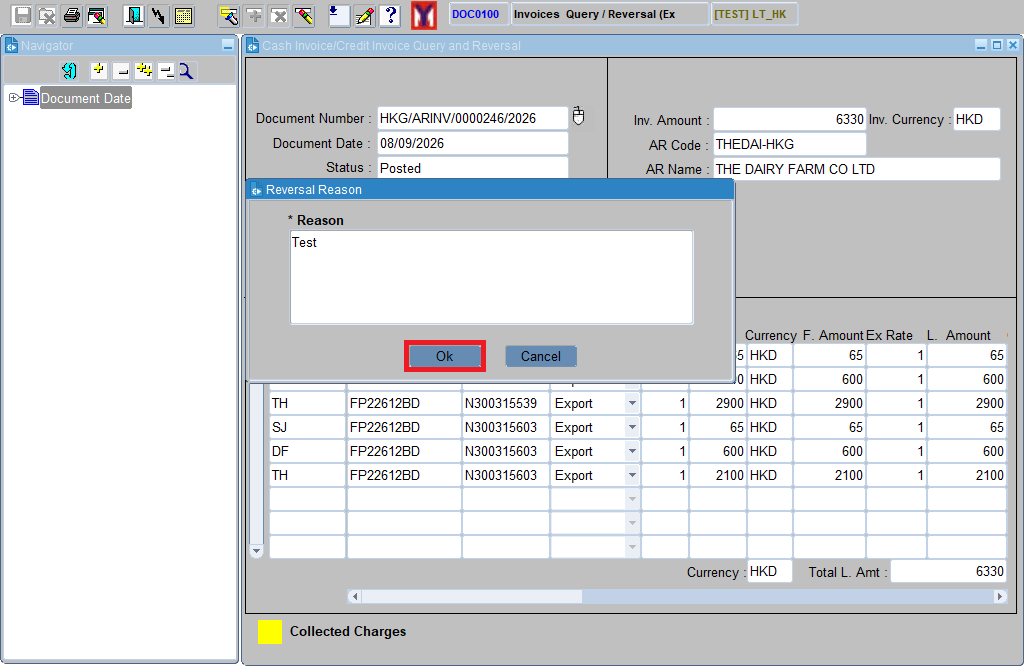 DOC0100 Invoices Query / Reversal (Ex [TEST] LT_HK
Navigator
Document Date
Cash Invoice/Credit Invoice Query and Reversal
Document Number : HKG/ARINV/0000246/2026
Document Date : 08/09/2026
Status : Posted
Inv. Amount : 6330 Inv. Currency : HKD
AR Code : THEDAI-HKG
AR Name : THE DAIRY FARM CO LTD
Reversal Reason
* Reason
Test
Ok Cancel
Currency F. Amount Ex Rate L. Amount
5 HKD 65 1 65
0 HKD 600 1 600
TH FP22612BD N300315539 Export 1 2900 HKD 2900 1 2900
SJ FP22612BD N300315603 Export 1 65 HKD 65 1 65
DF FP22612BD N300315603 Export 1 600 HKD 600 1 600
TH FP22612BD N300315603 Export 1 2100 HKD 2100 1 2100
Currency : HKD Total L. Amt : 6330
Collected Charges